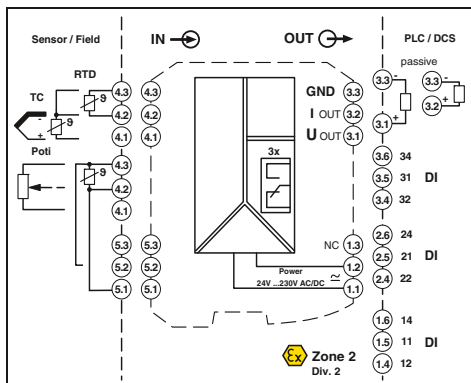 Sensor / Field
IN
OUT
PLC / DCS
RTD
TC
-
+
ϑ
ϑ
4.3
4.2
4.1
4.3
4.2
4.1
Poti
ϑ
4.3
4.2
4.1
5.3
5.2
5.1
5.3
5.2
5.1
3x
GND 3.3
I OUT 3.2
U OUT 3.1
NC 1.3
1.2
1.1
Power
24V ...230V AC/DC
passive
3.3 -
3.1 +
3.3 -
3.2 +
3.6 34
3.5 31 DI
3.4 32
2.6 24
2.5 21 DI
2.4 22
1.6 14
1.5 11 DI
1.4 12
Ex Zone 2
Div. 2